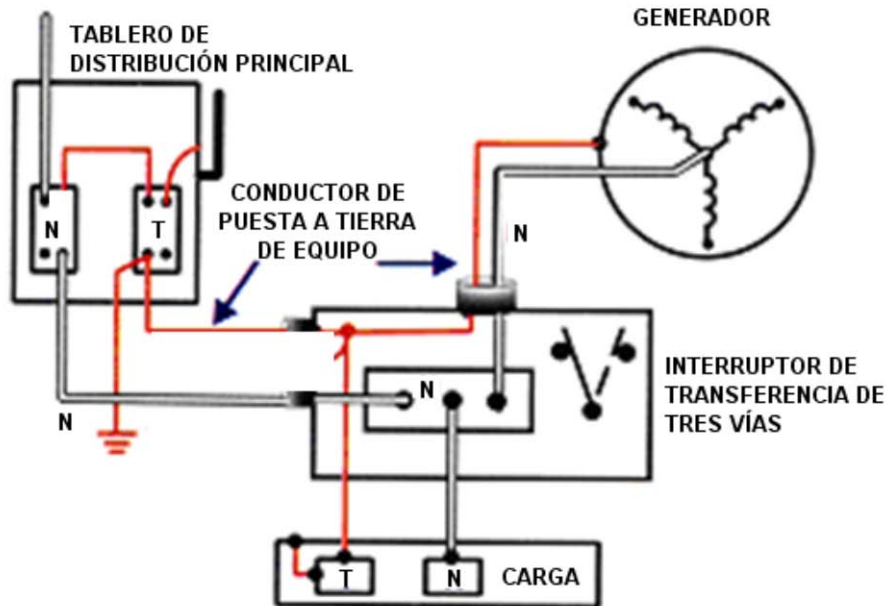 GENERADOR
TABLERO DE
DISTRIBUCIÓN PRINCIPAL
N
T
CONDUCTOR DE
PUESTA A TIERRA
DE EQUIPO
N
N
N
INTERRUPTOR DE
TRANSFERENCIA DE
TRES VÍAS
T
N
CARGA